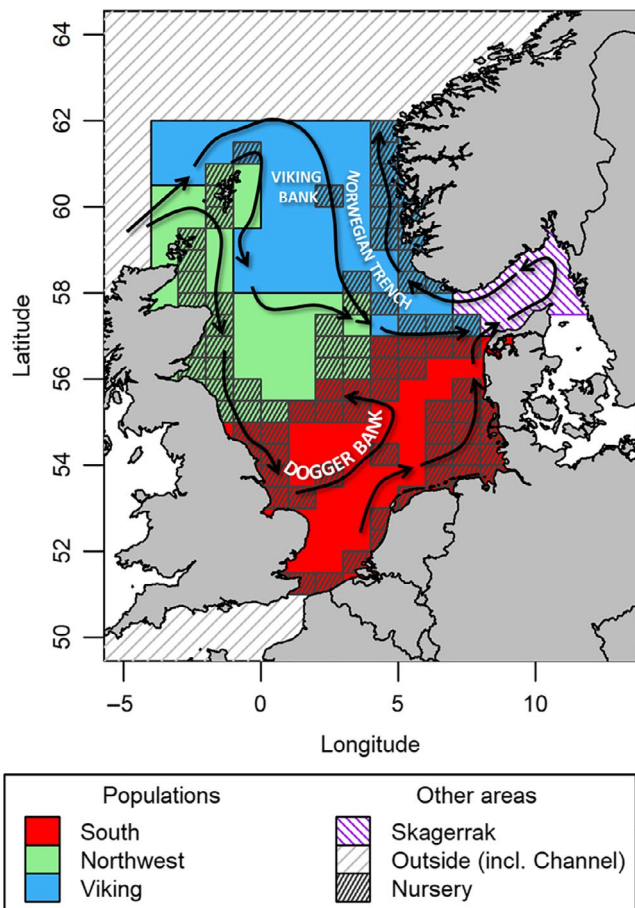 64
62
60
58
56
54
52
50
Latitude
VIKING
BANK
NORWEGIAN TRENCH
DOGGER BANK
–5
0
5
10
Longitude
Populations
South
Northwest
Viking
Other areas
Skagerrak
Outside (incl. Channel)
Nursery